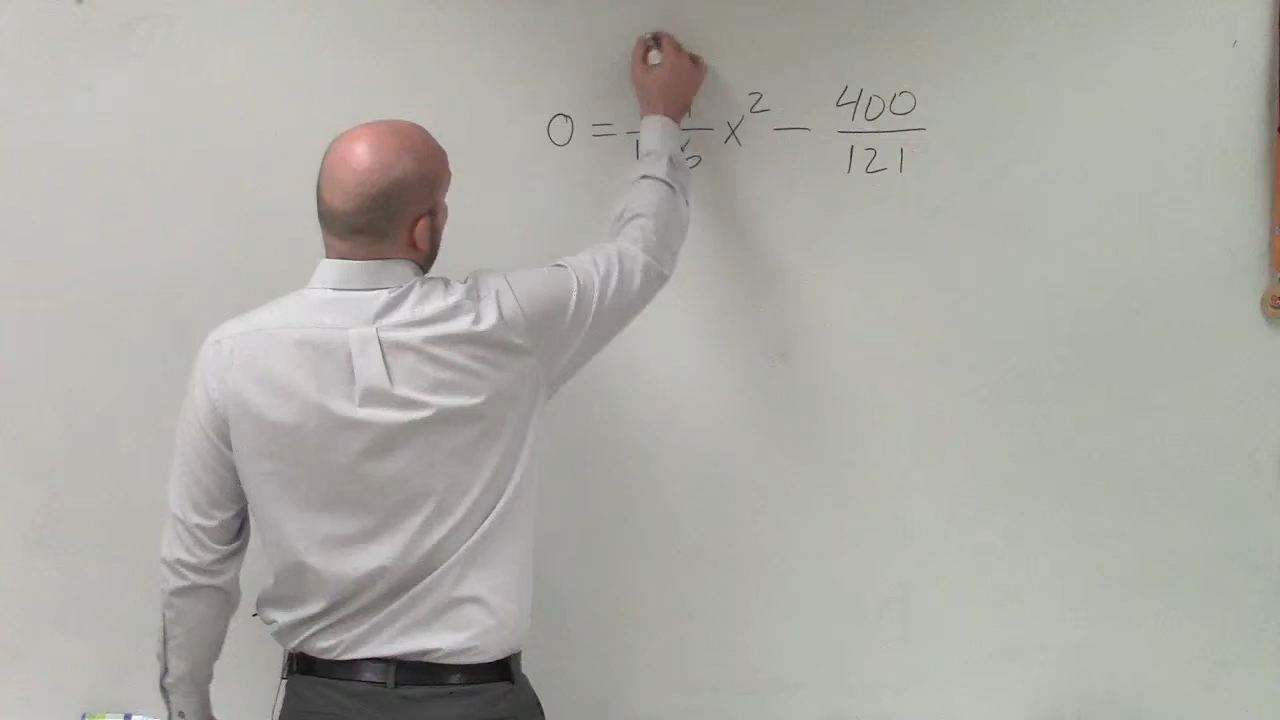 0 = x² - 400/121